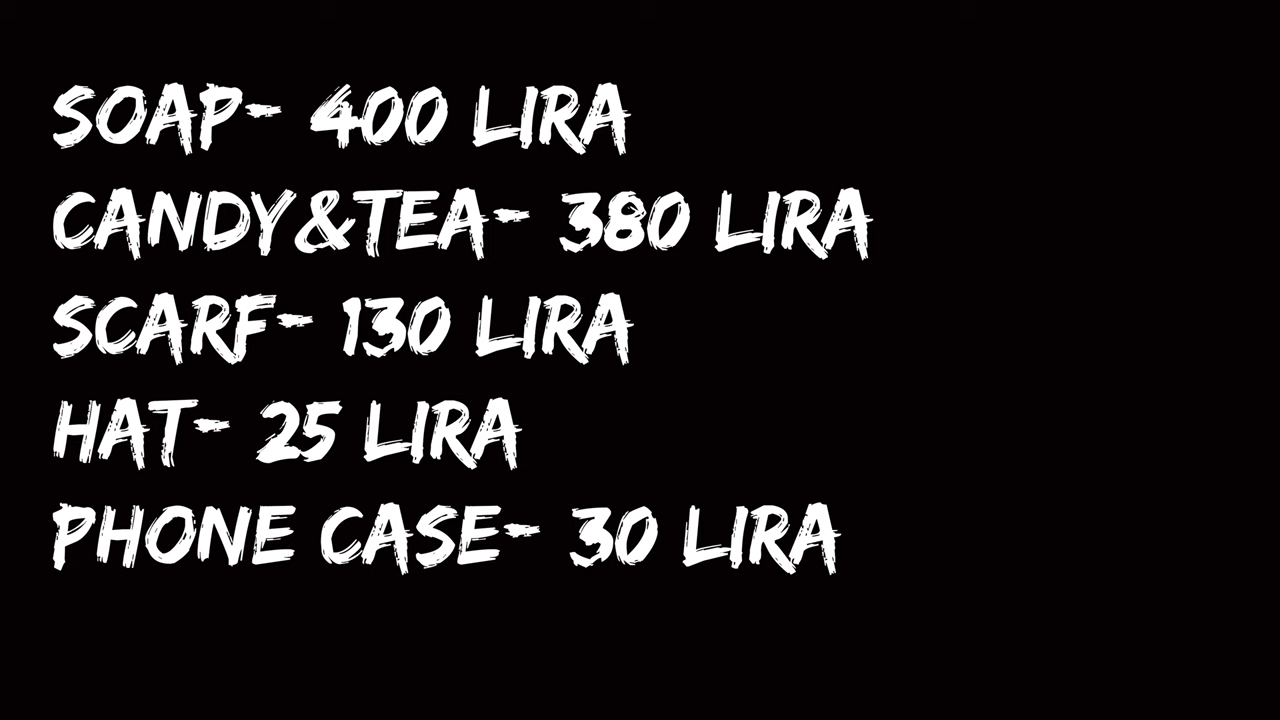 SOAP- 400 LIRA
CANDY&TEA- 380 LIRA
SCARF- 130 LIRA
HAT- 25 LIRA
PHONE CASE- 30 LIRA